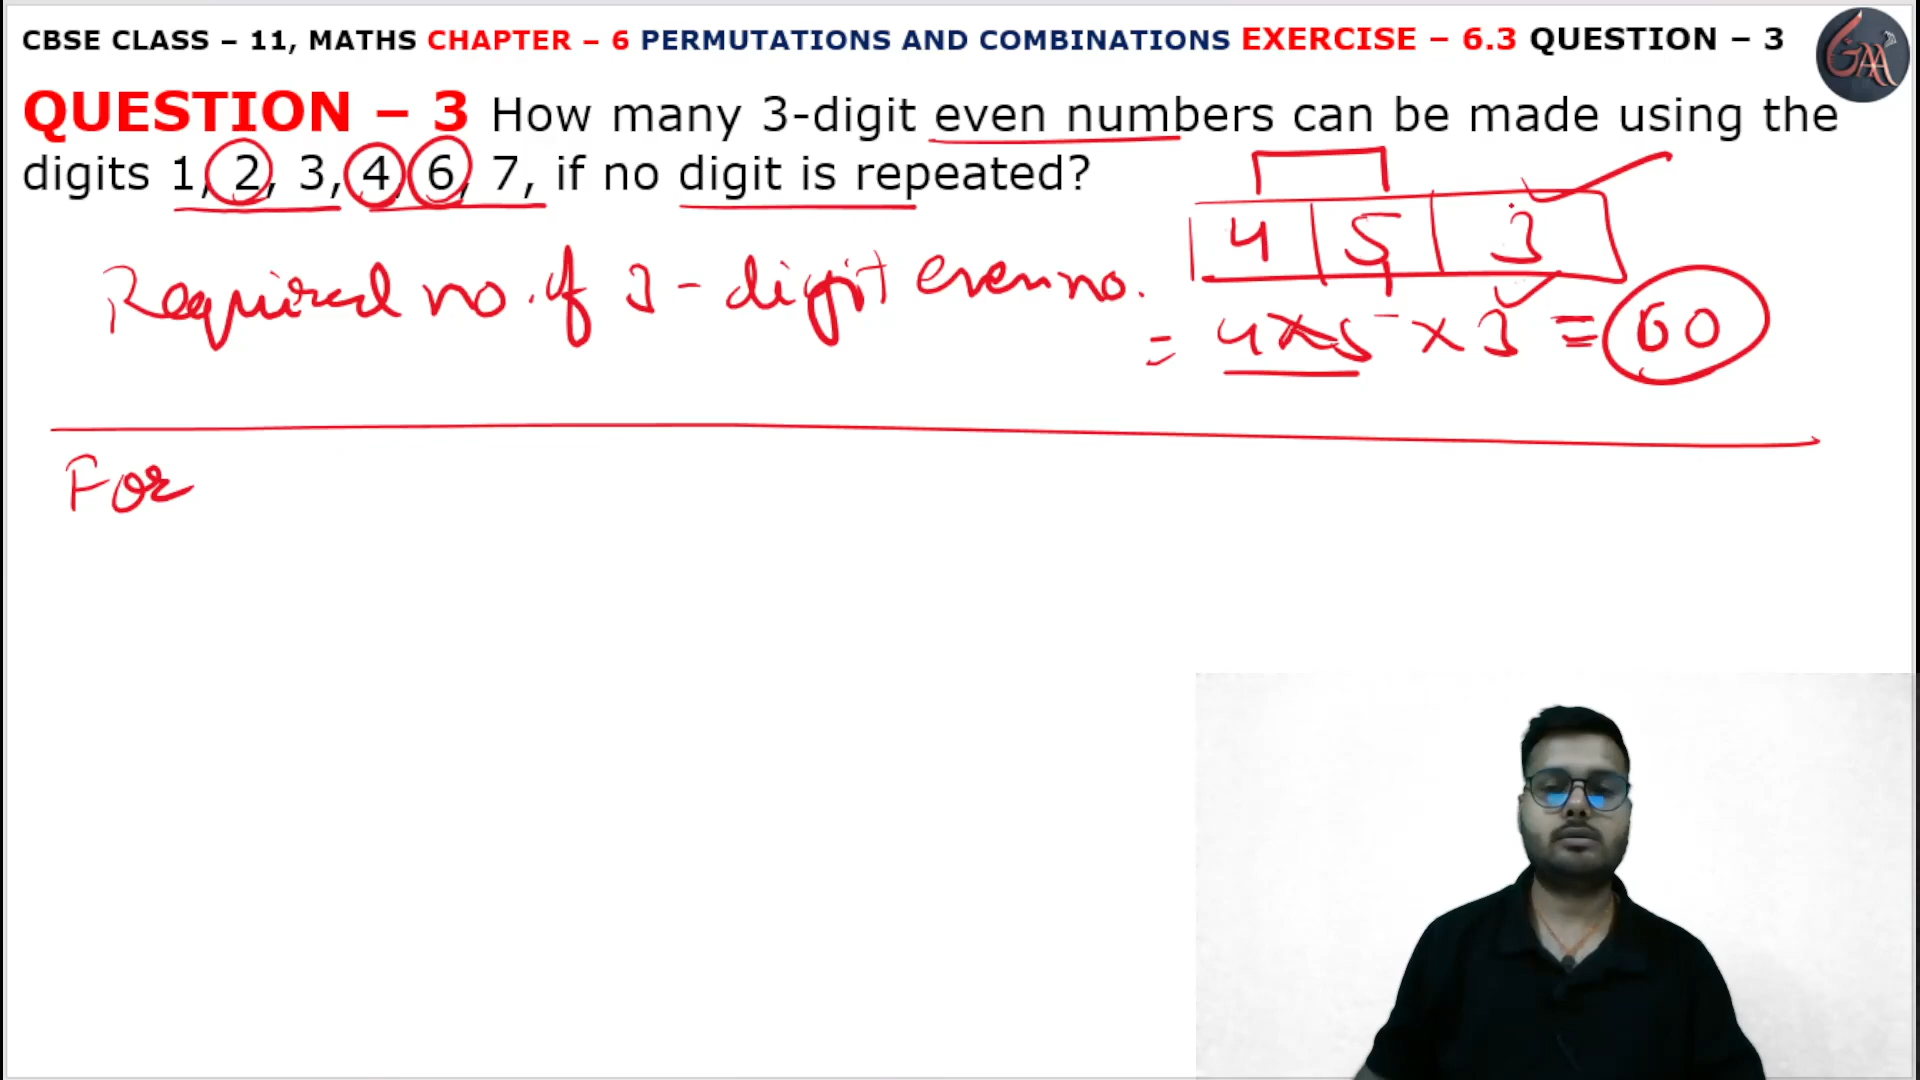 CBSE CLASS – 11, MATHS CHAPTER – 6 PERMUTATIONS AND COMBINATIONS EXERCISE – 6.3 QUESTION – 3
QUESTION – 3 How many 3-digit even numbers can be made using the
digits 1, 2, 3, 4, 6, 7, if no digit is repeated?
4 5 3
Required no. of 3-digit even no.
= 4×5 × 3 = 60
For